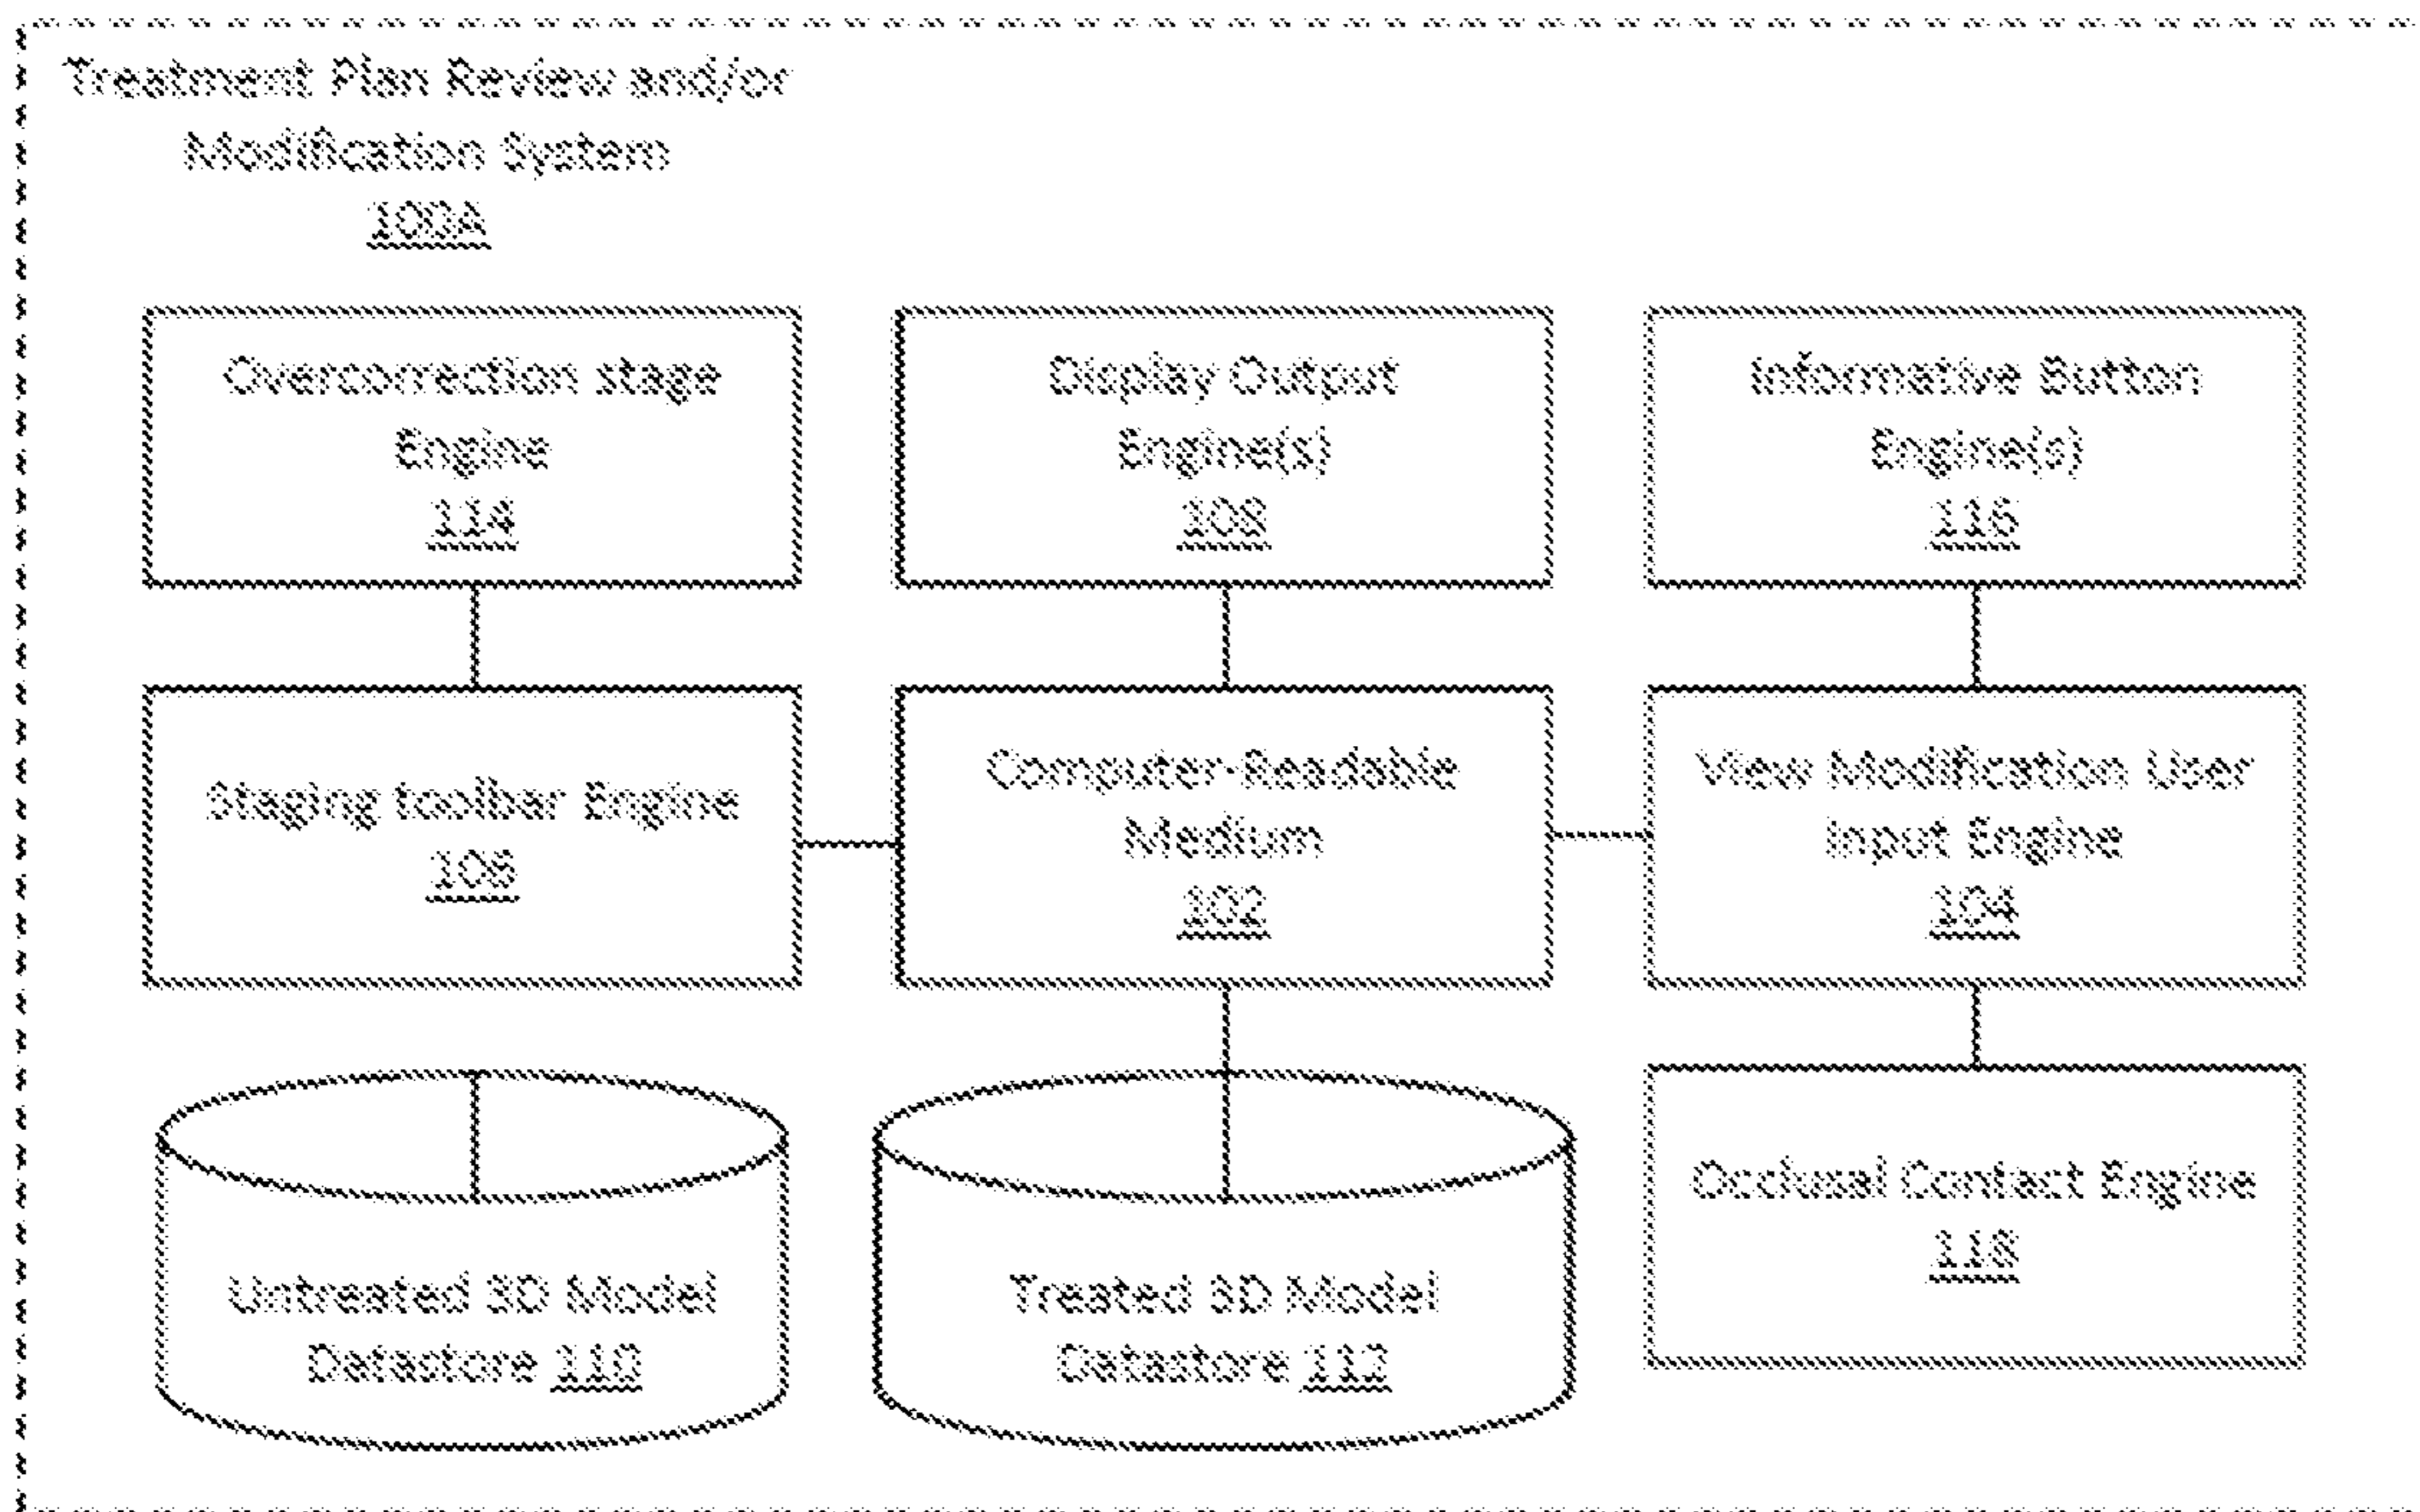 Treatment Plan Review and/or
Modification System
100A
Overcorrection stage
Engine
114
Display Output
Engine(s)
108
Informative Button
Engine(s)
116
Staging toolbar Engine
106
Computer-Readable
Medium
102
View Modification User
Input Engine
104
Untreated 3D Model
Datastore 110
Treated 3D Model
Datastore 112
Occlusal Contact Engine
118